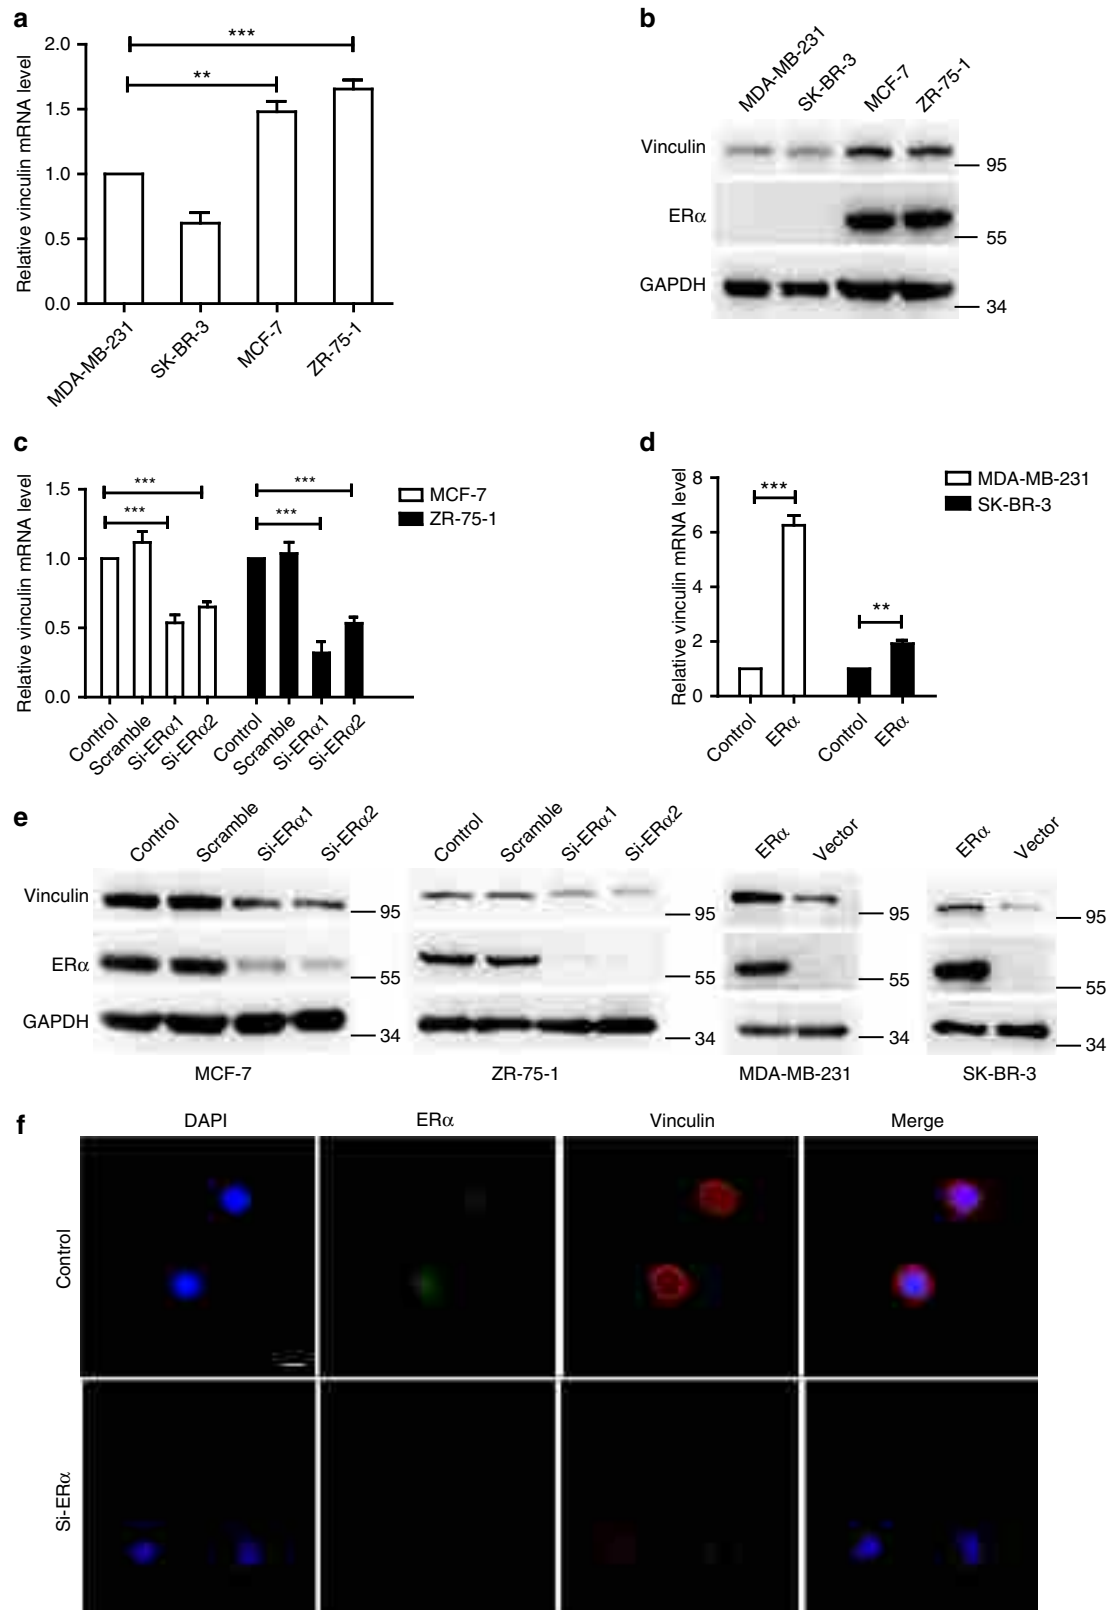 a
Relative vinculin mRNA level
2.0
1.5
1.0
0.5
0.0
***
**
MDA-MB-231
SK-BR-3
MCF-7
ZR-75-1
b
MDA-MB-231
SK-BR-3
MCF-7
ZR-75-1
Vinculin
95
ERα
55
GAPDH
34
c
Relative vinculin mRNA level
1.5
1.0
0.5
0.0
***
***
***
***
MCF-7
ZR-75-1
Control
Scramble
Si-ERα1
Si-ERα2
Control
Scramble
Si-ERα1
Si-ERα2
d
Relative vinculin mRNA level
8
6
4
2
0
***
**
MDA-MB-231
SK-BR-3
Control
ERα
Control
ERα
e
Control
Scramble
Si-ERα1
Si-ERα2
Control
Scramble
Si-ERα1
Si-ERα2
ERα
Vector
ERα
Vector
Vinculin
95
95
95
95
ERα
55
55
55
55
GAPDH
34
34
34
34
MCF-7
ZR-75-1
MDA-MB-231
SK-BR-3
f
DAPI
ERα
Vinculin
Merge
Control
Si-ERα